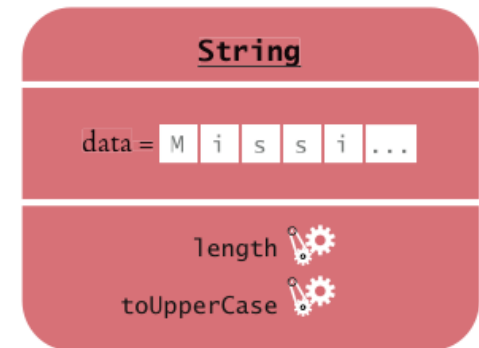 String
data = M i s s i ...
length
toUpperCase